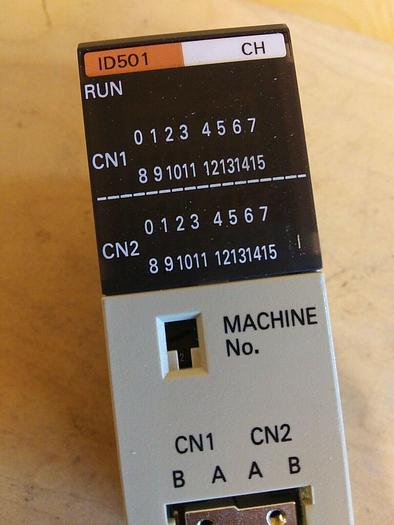 ID501 CH
RUN
0 1 2 3 4 5 6 7
CN1
8 9 10 11 12 13 14 15
0 1 2 3 4 5 6 7
CN2
8 9 10 11 12 13 14 15
MACHINE
No.
2
CN1 CN2
B A A B